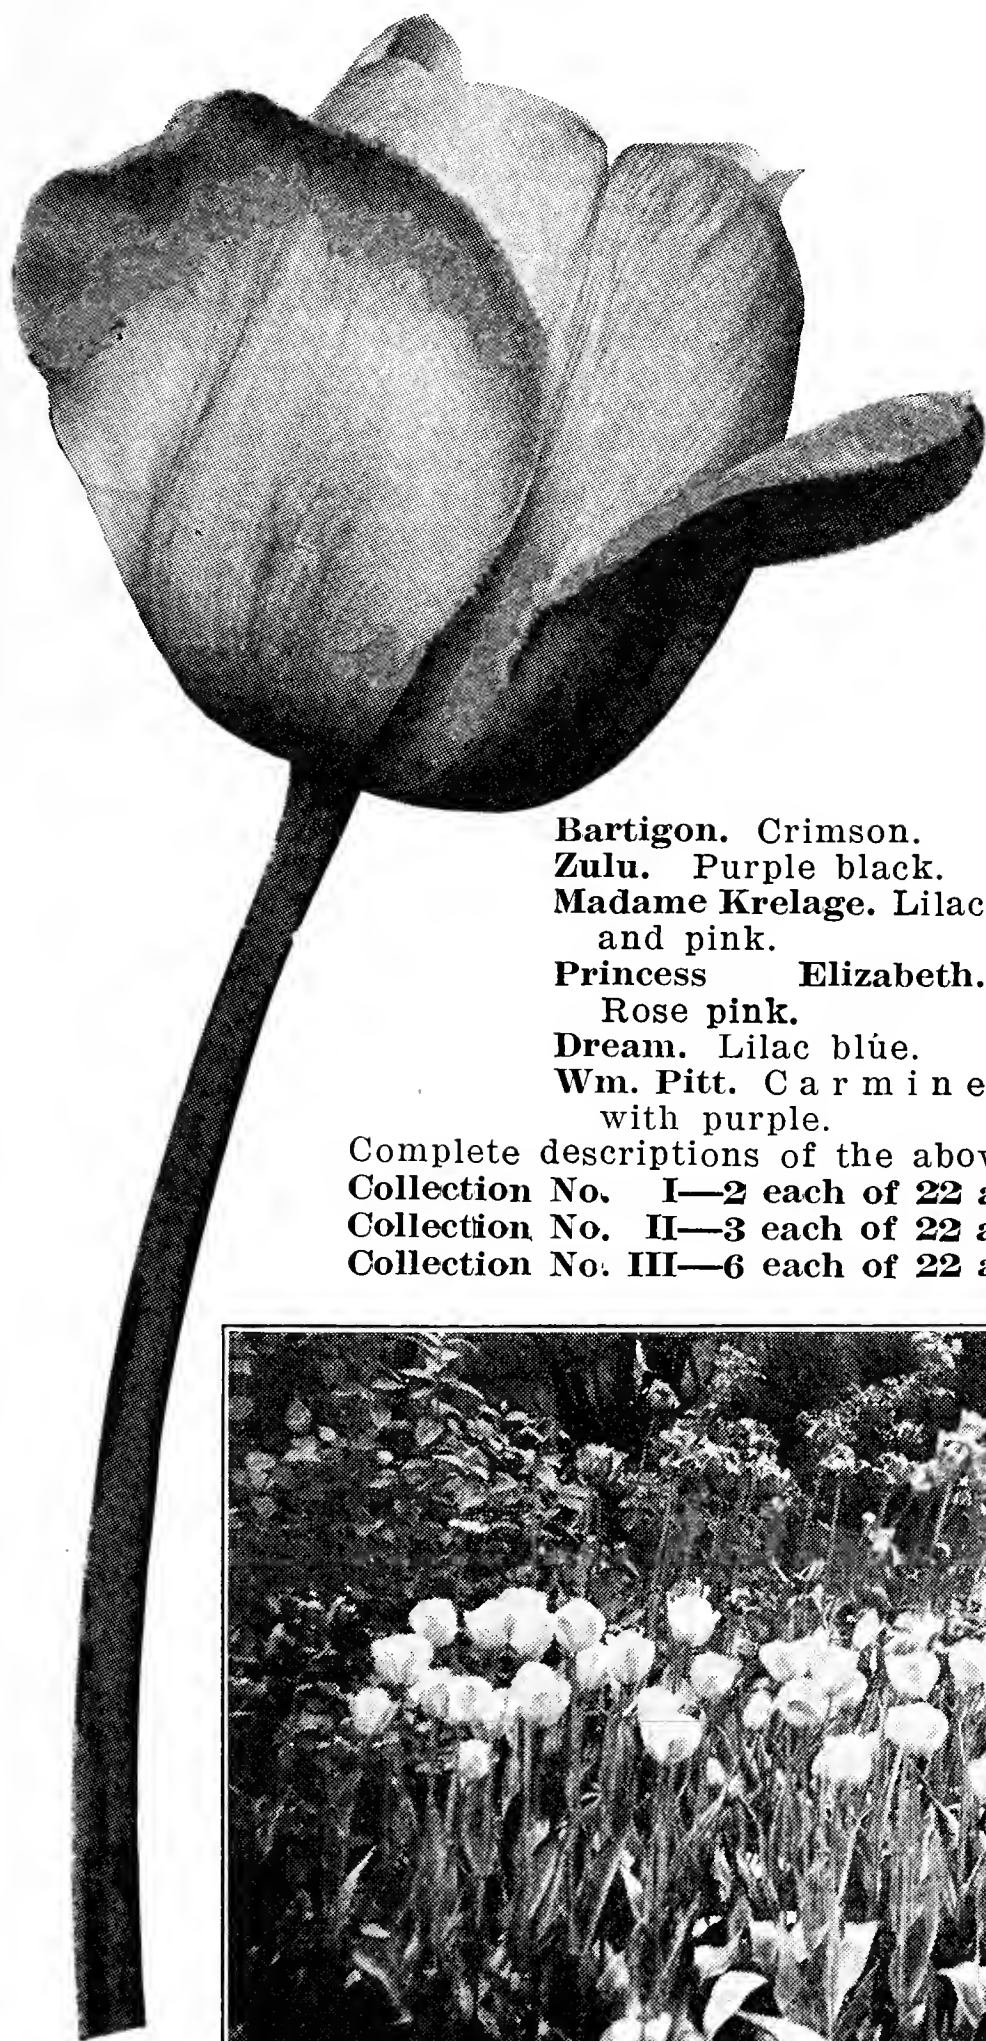 Bartigon. Crimson.
Zulu. Purple black.
Madame Krelage. Lilac
and pink.
Princess Elizabeth.
Rose pink.
Dream. Lilac blue.
Wm. Pitt. Carmine
with purple.
Complete descriptions of the
Collection No. I—2 each of 22
Collection No. II—3 each of 22
Collection No. III—6 each of 22